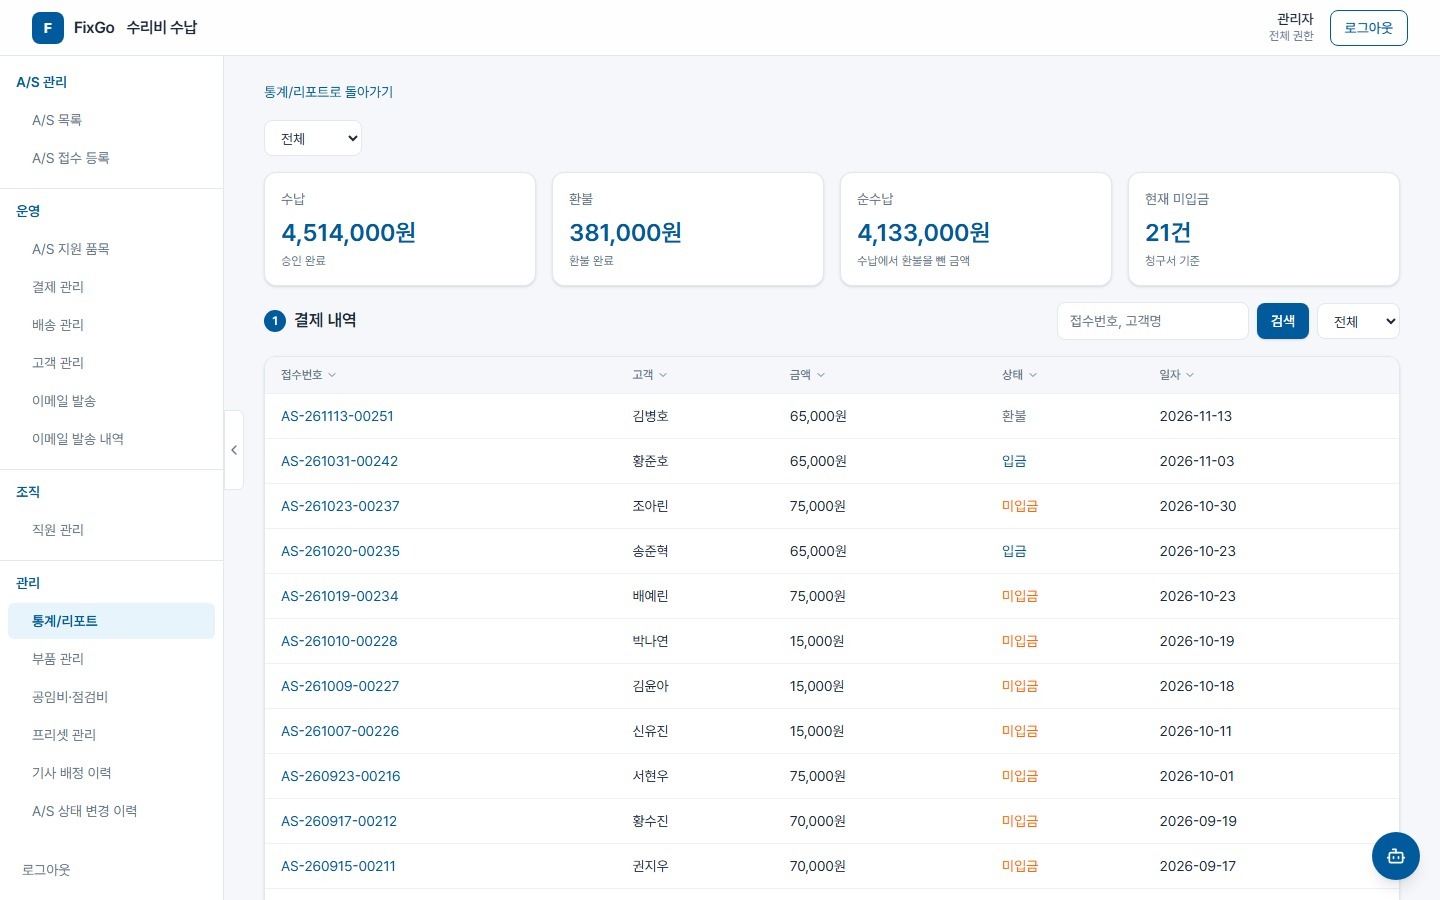 F FixGo 수리비 수납
관리자
전체 권한
로그아웃
A/S 관리
A/S 목록
A/S 접수 등록
운영
A/S 지원 품목
결제 관리
배송 관리
고객 관리
이메일 발송
이메일 발송 내역
조직
직원 관리
관리
통계/리포트
부품 관리
공임비·점검비
프리셋 관리
기사 배정 이력
A/S 상태 변경 이력
로그아웃
통계/리포트로 돌아가기
전체
수납
4,514,000원
승인 완료
환불
381,000원
환불 완료
순수납
4,133,000원
수납에서 환불을 뺀 금액
현재 미입금
21건
청구서 기준
1 결제 내역
접수번호, 고객명 검색 전체
접수번호 고객 금액 상태 일자
AS-261113-00251 김병호 65,000원 환불 2026-11-13
AS-261031-00242 황준호 65,000원 입금 2026-11-03
AS-261023-00237 조아린 75,000원 미입금 2026-10-30
AS-261020-00235 송준혁 65,000원 입금 2026-10-23
AS-261019-00234 배예린 75,000원 미입금 2026-10-23
AS-261010-00228 박나연 15,000원 미입금 2026-10-19
AS-261009-00227 김윤아 15,000원 미입금 2026-10-18
AS-261007-00226 신유진 15,000원 미입금 2026-10-11
AS-260923-00216 서현우 75,000원 미입금 2026-10-01
AS-260917-00212 황수진 70,000원 미입금 2026-09-19
AS-260915-00211 권지우 70,000원 미입금 2026-09-17